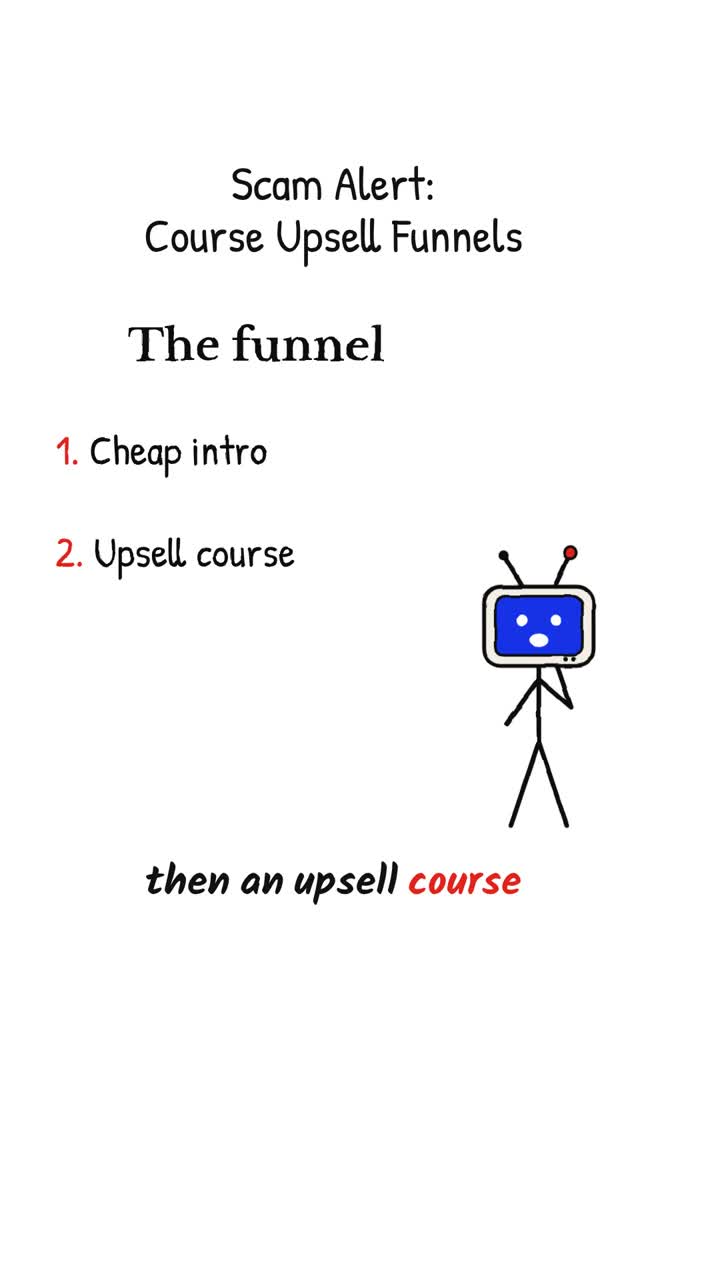 Scam Alert:
Course Upsell Funnels
The funnel
1. Cheap intro
2. Upsell course
then an upsell course